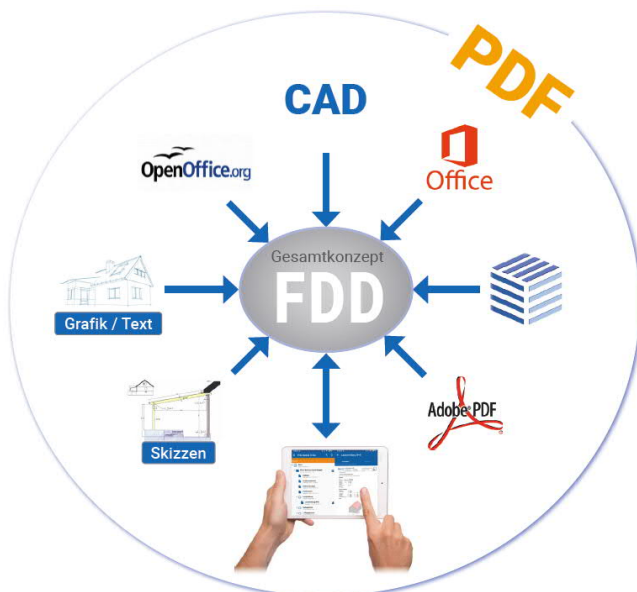 PDF
CAD
OpenOffice.org
Office
Gesamtkonzept
FDD
Grafik / Text
Adobe PDF
Skizzen